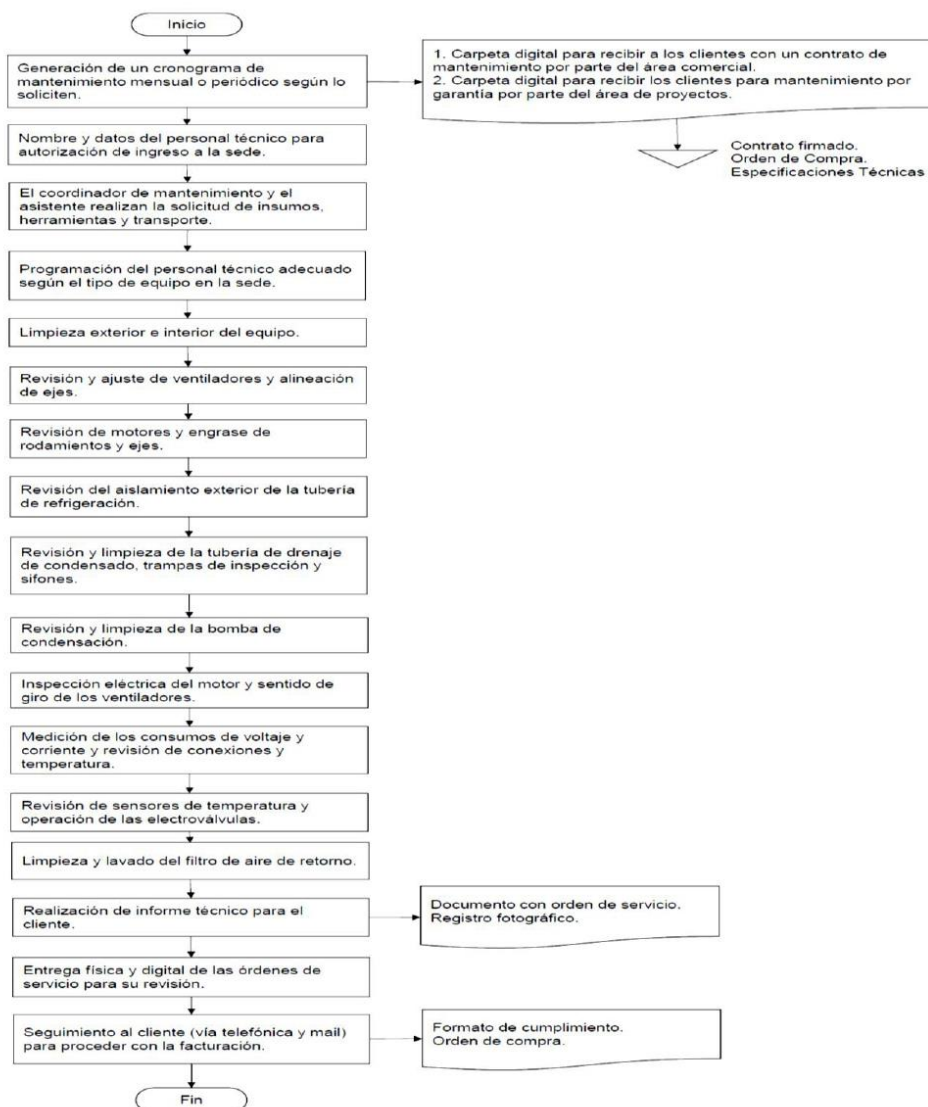 Inicio
Generación de un cronograma de
mantenimiento mensual o periódico según lo
soliciten.
1. Carpeta digital para recibir a los clientes con un contrato de
mantenimiento por parte del área comercial.
2. Carpeta digital para recibir los clientes para mantenimiento por
garantía por parte del área de proyectos.
Contrato firmado.
Orden de Compra.
Especificaciones Técnicas
Nombre y datos del personal técnico para
autorización de ingreso a la sede.
El coordinador de mantenimiento y el
asistente realizan la solicitud de insumos,
herramientas y transporte.
Programación del personal técnico adecuado
según el tipo de equipo en la sede.
Limpieza exterior e interior del equipo.
Revisión y ajuste de ventiladores y alineación
de ejes.
Revisión de motores y engrase de
rodamientos y ejes.
Revisión del aislamiento exterior de la tubería
de refrigeración.
Revisión y limpieza de la tubería de drenaje
de condensado, trampas de inspección y
sifones.
Revisión y limpieza de la bomba de
condensación.
Inspección eléctrica del motor y sentido de
giro de los ventiladores.
Medición de los consumos de voltaje y
corriente y revisión de conexiones y
temperatura.
Revisión de sensores de temperatura y
operación de las electroválvulas.
Limpieza y lavado del filtro de aire de retorno.
Realización de informe técnico para el
cliente.
Documento con orden de servicio.
Registro fotográfico.
Entrega física y digital de las órdenes de
servicio para su revisión.
Seguimiento al cliente (vía telefónica y mail)
para proceder con la facturación.
Formato de cumplimiento.
Orden de compra.
Fin